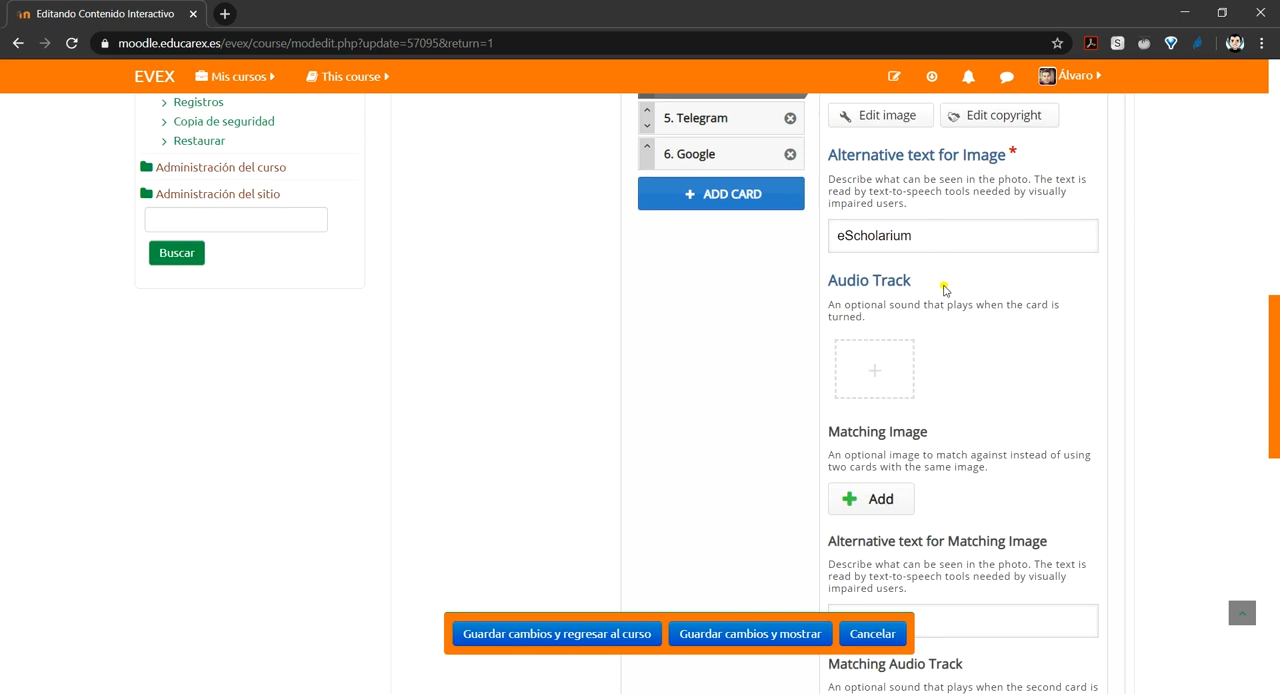 Editando Contenido Interactivo
moodle.educarex.es/evex/course/modedit.php?update=57095&return=1
EVEX
Mis cursos
This course
Álvaro
Registros
Copia de seguridad
Restaurar
Administración del curso
Administración del sitio
Buscar
5. Telegram
6. Google
ADD CARD
Edit image
Edit copyright
Alternative text for Image *
Describe what can be seen in the photo. The text is
read by text-to-speech tools needed by visually
impaired users.
eScholarium
Audio Track
An optional sound that plays when the card is
turned.
Matching Image
An optional image to match against instead of using
two cards with the same image.
Add
Alternative text for Matching Image
Describe what can be seen in the photo. The text is
read by text-to-speech tools needed by visually
impaired users.
Guardar cambios y regresar al curso
Guardar cambios y mostrar
Cancelar
Matching Audio Track
An optional sound that plays when the second card is